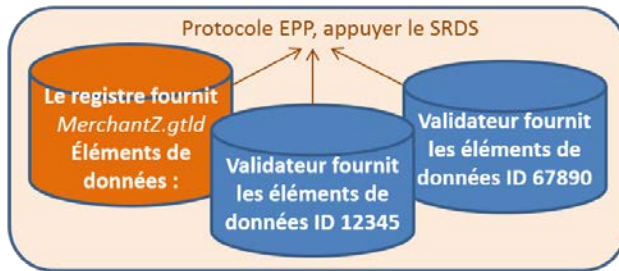 Protocole EPP, appuyer le SRDS
Le registre fournit
MerchantZ.gtld
Éléments de
données :
Validateur fournit
les éléments de
données ID 12345
Validateur fournit
les éléments de
données ID 67890